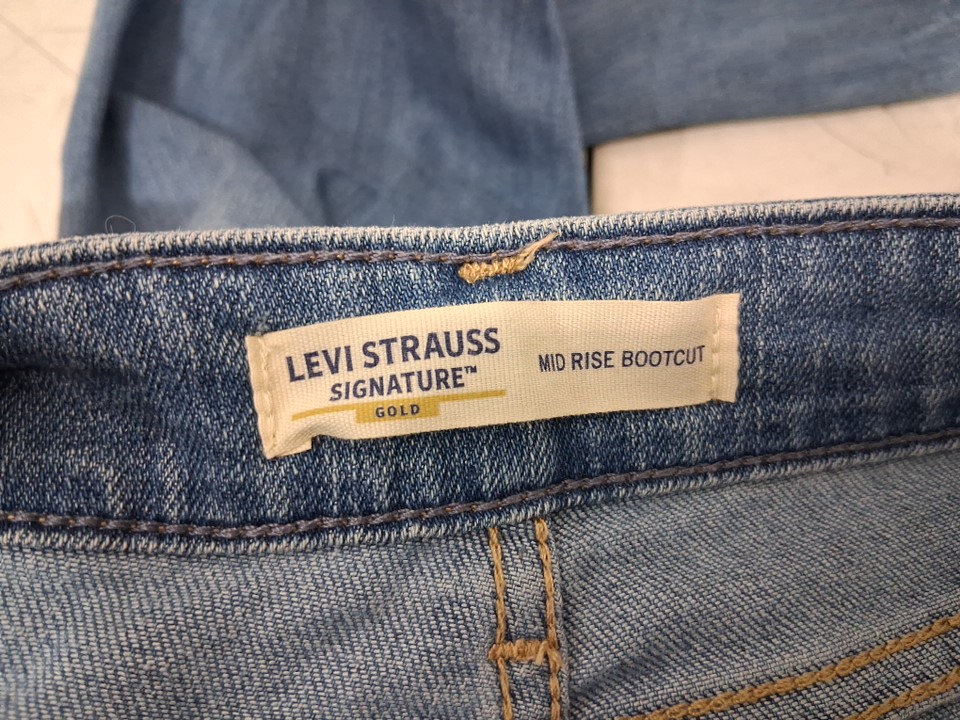 LEVI STRAUSS
SIGNATURE™
GOLD
MID RISE BOOTCUT